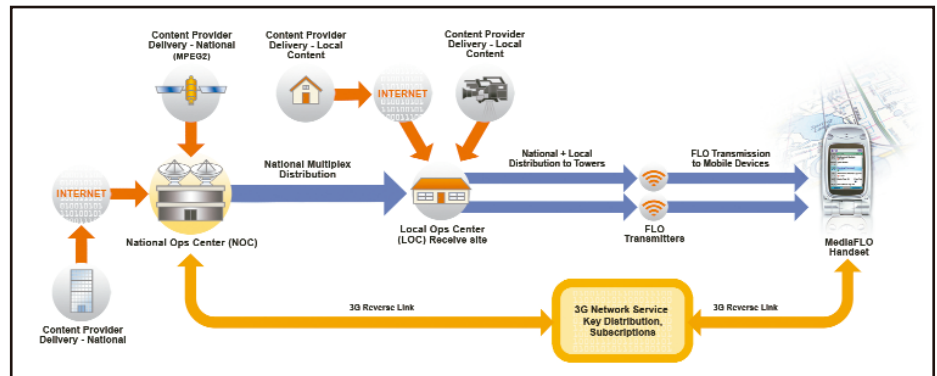 Content Provider
Delivery - National
(MPEG2)
Content Provider
Delivery - Local
Content
Content Provider
Delivery - Local
Content
INTERNET
National Multiplex
Distribution
National + Local
Distribution to Towers
FLO Transmission
to Mobile Devices
INTERNET
National Ops Center (NOC)
Local Ops Center
(LOC) Receive site
FLO
Transmitters
MediaFLO
Handset
Content Provider
Delivery - National
3G Reverse Link
3G Network Service
Key Distribution,
Subscriptions
3G Reverse Link